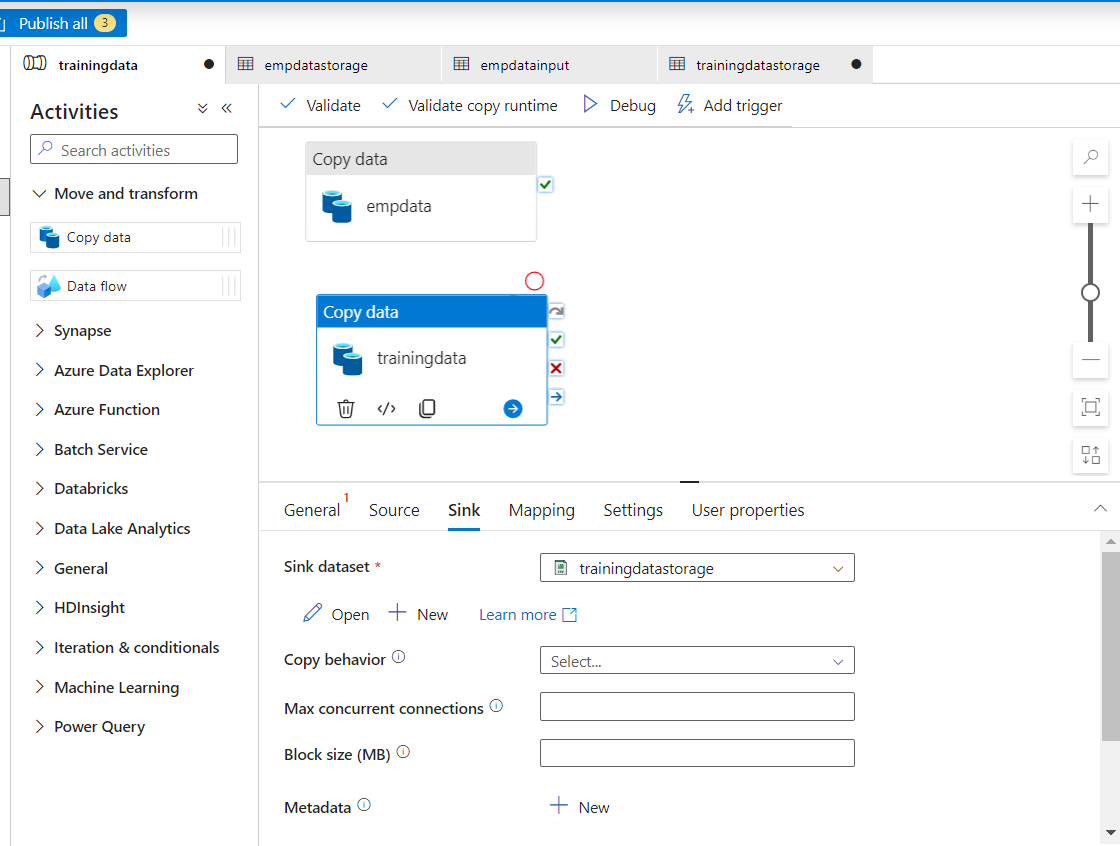 Publish all 3
trainingdata
empdatastorage
empdatainput
trainingdatastorage
Activities
Search activities
Move and transform
Copy data
Data flow
Synapse
Azure Data Explorer
Azure Function
Batch Service
Databricks
Data Lake Analytics
General
HDInsight
Iteration & conditionals
Machine Learning
Power Query
Validate
Validate copy runtime
Debug
Add trigger
Copy data
empdata
Copy data
trainingdata
General 1
Source
Sink
Mapping
Settings
User properties
Sink dataset *
trainingdatastorage
Open
New
Learn more
Copy behavior
Select...
Max concurrent connections
Block size (MB)
Metadata
New